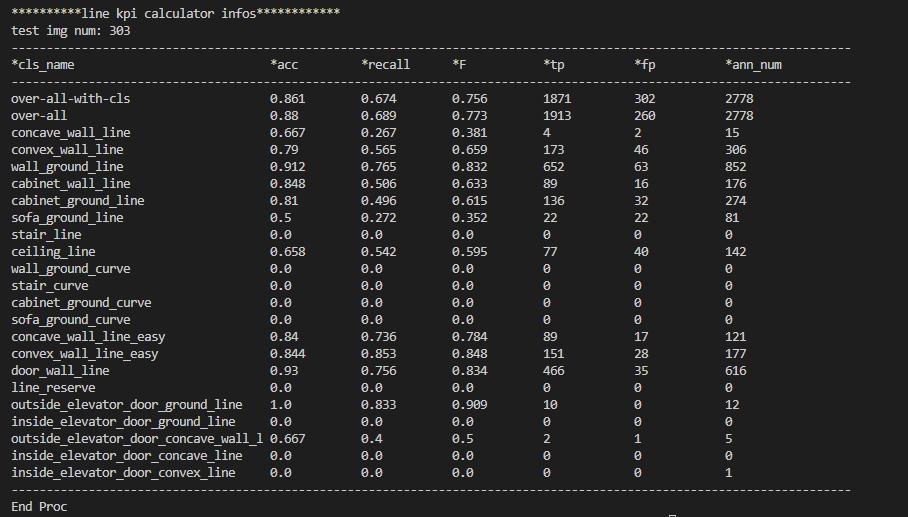 **********line kpi calculator infos************
test img num: 303
------------------------------------------------------------------------------------------------------------------------
*cls_name *acc *recall *F *tp *fp *ann_num
------------------------------------------------------------------------------------------------------------------------
over-all-with-cls 0.861 0.674 0.756 1871 302 2778
over-all 0.88 0.689 0.773 1913 260 2778
concave_wall_line 0.667 0.267 0.381 4 2 15
convex_wall_line 0.79 0.565 0.659 173 46 306
wall_ground_line 0.912 0.765 0.832 652 63 852
cabinet_wall_line 0.848 0.506 0.633 89 16 176
cabinet_ground_line 0.81 0.496 0.615 136 32 274
sofa_ground_line 0.5 0.272 0.352 22 22 81
stair_line 0.0 0.0 0.0 0 0 0
ceiling_line 0.658 0.542 0.595 77 40 142
wall_ground_curve 0.0 0.0 0.0 0 0 0
stair_curve 0.0 0.0 0.0 0 0 0
cabinet_ground_curve 0.0 0.0 0.0 0 0 0
sofa_ground_curve 0.0 0.0 0.0 0 0 0
concave_wall_line_easy 0.84 0.736 0.784 89 17 121
convex_wall_line_easy 0.844 0.853 0.848 151 28 177
door_wall_line 0.93 0.756 0.834 466 35 616
line_reserve 0.0 0.0 0.0 0 0 0
outside_elevator_door_ground_line 1.0 0.833 0.909 10 0 12
inside_elevator_door_ground_line 0.0 0.0 0.0 0 0 0
outside_elevator_door_concave_wall_l 0.667 0.4 0.5 2 1 5
inside_elevator_door_concave_line 0.0 0.0 0.0 0 0 0
inside_elevator_door_convex_line 0.0 0.0 0.0 0 0 1
------------------------------------------------------------------------------------------------------------------------
End Proc